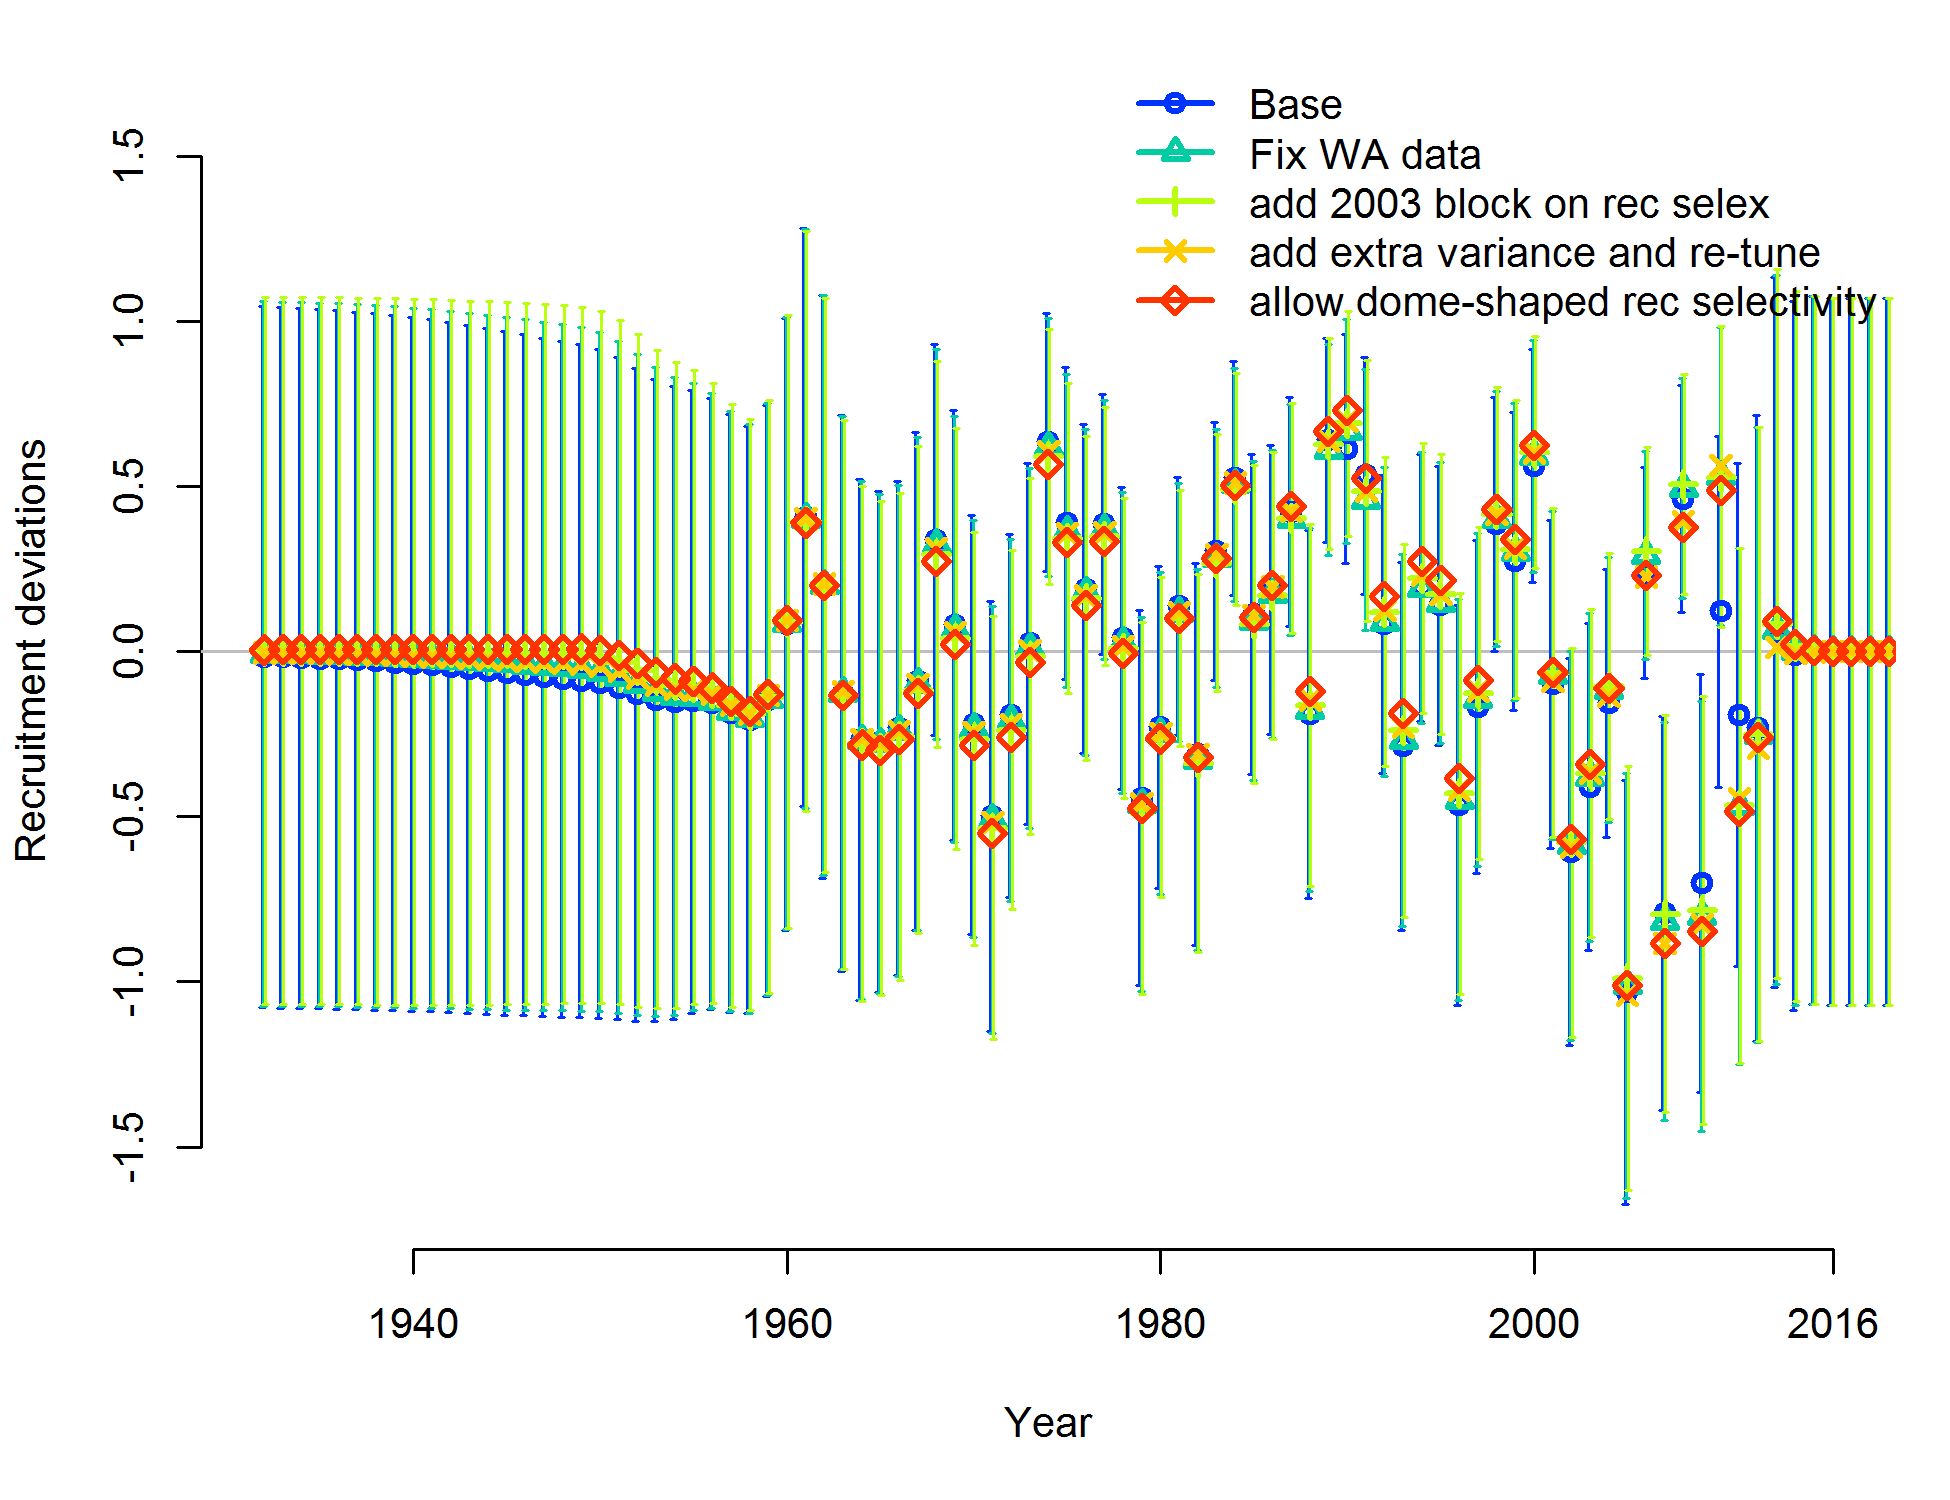 Base
Fix WA data
add 2003 block on rec selex
add extra variance and re-tune
allow dome-shaped rec selectivity
Recruitment deviations
1.5
1.0
0.5
0.0
-0.5
-1.0
-1.5
1940 1960 1980 2000 2016
Year